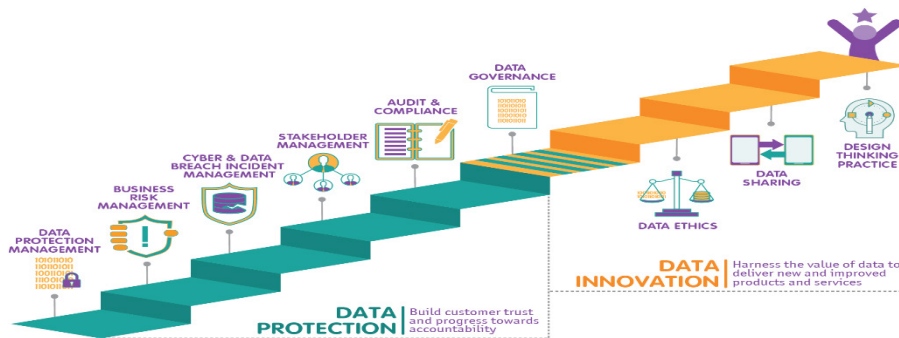 DATA
PROTECTION
MANAGEMENT
BUSINESS
RISK
MANAGEMENT
CYBER & DATA
BREACH INCIDENT
MANAGEMENT
STAKEHOLDER
MANAGEMENT
AUDIT &
COMPLIANCE
DATA
GOVERNANCE
DATA ETHICS
DATA
SHARING
DESIGN
THINKING
PRACTICE
DATA
PROTECTION
Build customer trust
and progress towards
accountability
DATA
INNOVATION
Harness the value of data to
deliver new and improved
products and services